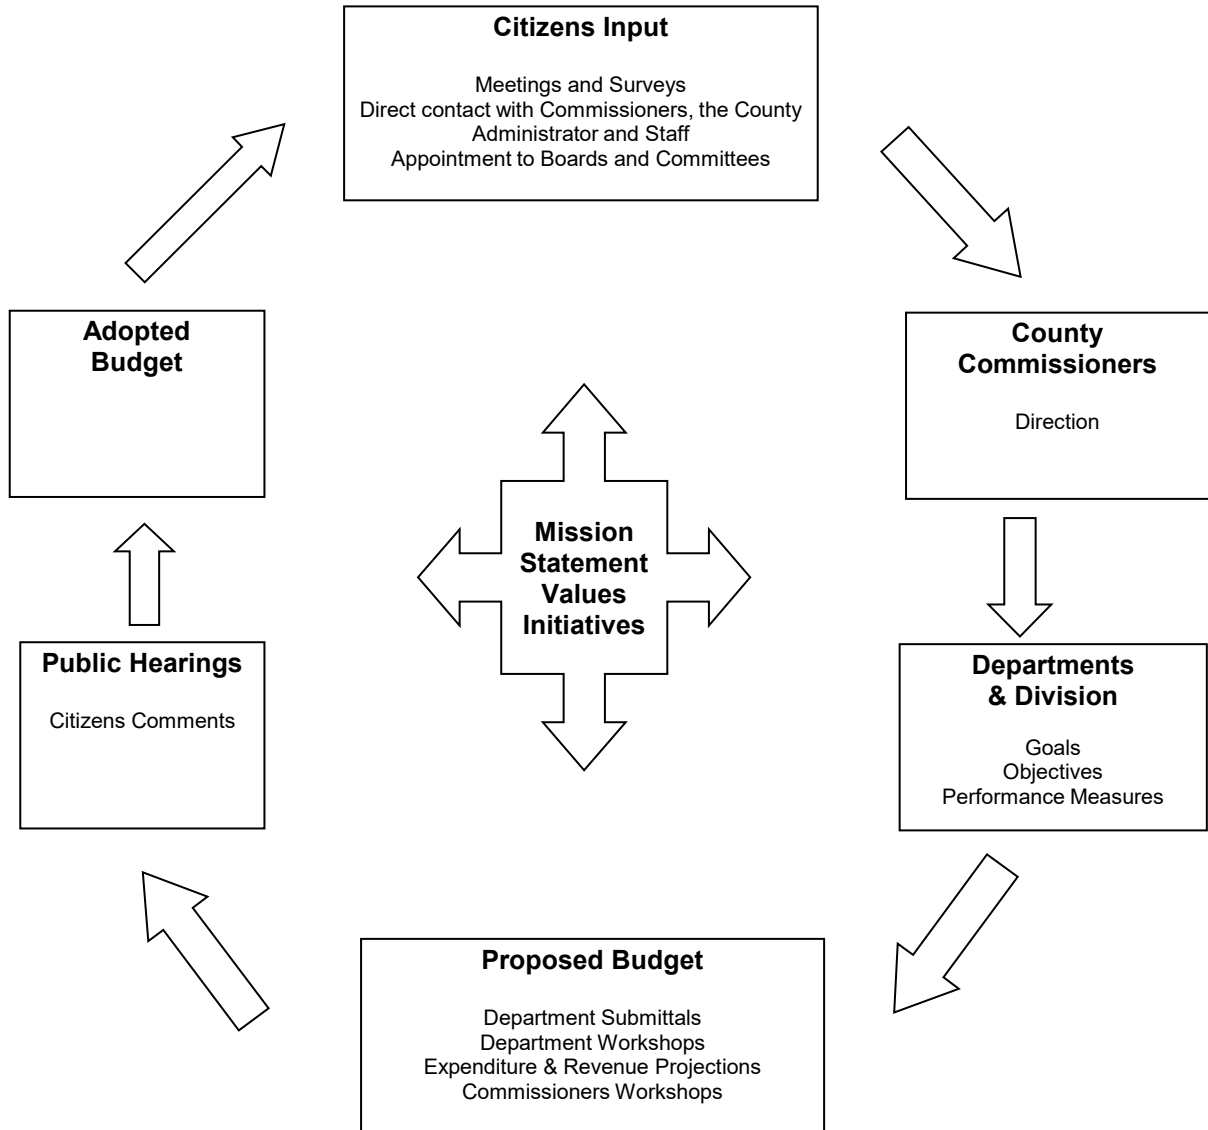 Citizens Input
Meetings and Surveys
Direct contact with Commissioners, the County
Administrator and Staff
Appointment to Boards and Committees
Adopted
Budget
County
Commissioners
Direction
Mission
Statement
Values
Initiatives
Public Hearings
Citizens Comments
Departments
& Division
Goals
Objectives
Performance Measures
Proposed Budget
Department Submittals
Department Workshops
Expenditure & Revenue Projections
Commissioners Workshops